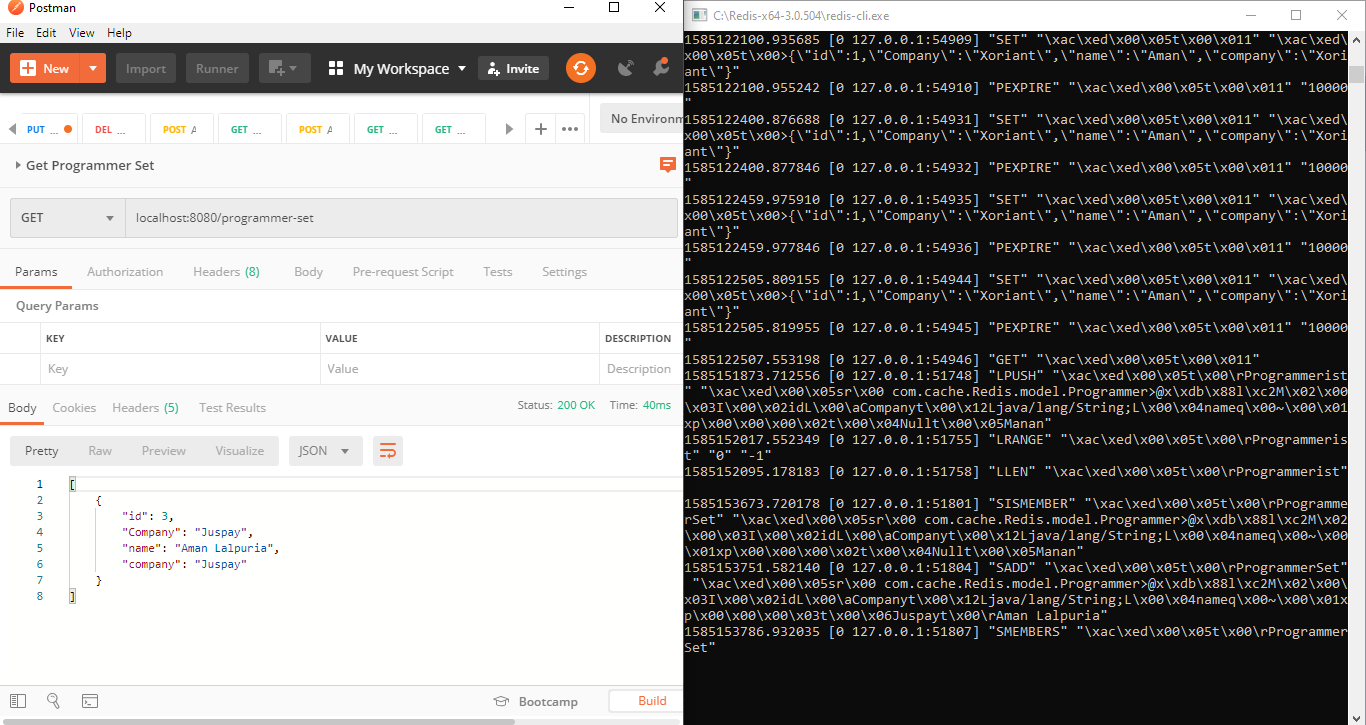 Postman
File Edit View Help
New Import Runner My Workspace Invite
PUT ... DEL ... POST A GET ... POST A GET ... GET ... No Environm
Get Programmer Set
GET localhost:8080/programmer-set
Params Authorization Headers (8) Body Pre-request Script Tests Settings
Query Params
KEY VALUE DESCRIPTION
Key Value Description
Body Cookies Headers (5) Test Results Status: 200 OK Time: 40ms
Pretty Raw Preview Visualize JSON
1 [
2 {
3 "id": 3,
4 "Company": "Juspay",
5 "name": "Aman Lalpuria",
6 "company": "Juspay"
7 }
8 ]
Bootcamp Build
C:\Redis-x64-3.0.504\redis-cli.exe
1585122100.935685 [0 127.0.0.1:54909] "SET" "\xac\xed\x00\x05t\x00\x011" "\xac\xed\
x00\x05t\x00>{\"id\":1,\"Company\":\"Xoriant\",\"name\":\"Aman\",\"company\":\"Xori
ant\"}"
1585122100.955242 [0 127.0.0.1:54910] "PEXPIRE" "\xac\xed\x00\x05t\x00\x011" "10000
"
1585122400.876688 [0 127.0.0.1:54931] "SET" "\xac\xed\x00\x05t\x00\x011" "\xac\xed\
x00\x05t\x00>{\"id\":1,\"Company\":\"Xoriant\",\"name\":\"Aman\",\"company\":\"Xori
ant\"}"
1585122400.877846 [0 127.0.0.1:54932] "PEXPIRE" "\xac\xed\x00\x05t\x00\x011" "10000
"
1585122459.975910 [0 127.0.0.1:54935] "SET" "\xac\xed\x00\x05t\x00\x011" "\xac\xed\
x00\x05t\x00>{\"id\":1,\"Company\":\"Xoriant\",\"name\":\"Aman\",\"company\":\"Xori
ant\"}"
1585122459.977846 [0 127.0.0.1:54936] "PEXPIRE" "\xac\xed\x00\x05t\x00\x011" "10000
"
1585122505.809155 [0 127.0.0.1:54944] "SET" "\xac\xed\x00\x05t\x00\x011" "\xac\xed\
x00\x05t\x00>{\"id\":1,\"Company\":\"Xoriant\",\"name\":\"Aman\",\"company\":\"Xori
ant\"}"
1585122505.819955 [0 127.0.0.1:54945] "PEXPIRE" "\xac\xed\x00\x05t\x00\x011" "10000
"
1585122507.553198 [0 127.0.0.1:54946] "GET" "\xac\xed\x00\x05t\x00\x011"
1585151873.712556 [0 127.0.0.1:51748] "LPUSH" "\xac\xed\x00\x05t\x00\rProgrammerist
" "\xac\xed\x00\x05sr\x00 com.cache.Redis.model.Programmer>@x\xdb\x88l\xc2M\x02\x00
\x03I\x00\x02idL\x00\aCompanyt\x00\x12Ljava/lang/String;L\x00\x04nameq\x00~\x00\x01
xp\x00\x00\x00\x02t\x00\x04Nullt\x00\x05Manan"
1585152017.552349 [0 127.0.0.1:51755] "LRANGE" "\xac\xed\x00\x05t\x00\rProgrammeris
t" "0" "-1"
1585152095.178183 [0 127.0.0.1:51758] "LLEN" "\xac\xed\x00\x05t\x00\rProgrammerist"
1585153673.720178 [0 127.0.0.1:51801] "SISMEMBER" "\xac\xed\x00\x05t\x00\rProgramme
rSet" "\xac\xed\x00\x05sr\x00 com.cache.Redis.model.Programmer>@x\xdb\x88l\xc2M\x02
\x00\x03I\x00\x02idL\x00\aCompanyt\x00\x12Ljava/lang/String;L\x00\x04nameq\x00~\x00
\x01xp\x00\x00\x00\x02t\x00\x04Nullt\x00\x05Manan"
1585153751.582140 [0 127.0.0.1:51804] "SADD" "\xac\xed\x00\x05t\x00\rProgrammerSet"
"\xac\xed\x00\x05sr\x00 com.cache.Redis.model.Programmer>@x\xdb\x88l\xc2M\x02\x00\
x03I\x00\x02idL\x00\aCompanyt\x00\x12Ljava/lang/String;L\x00\x04nameq\x00~\x00\x01x
p\x00\x00\x00\x03t\x00\x06Juspayt\x00\rAman Lalpuria"
1585153786.932035 [0 127.0.0.1:51807] "SMEMBERS" "\xac\xed\x00\x05t\x00\rProgrammer
Set"